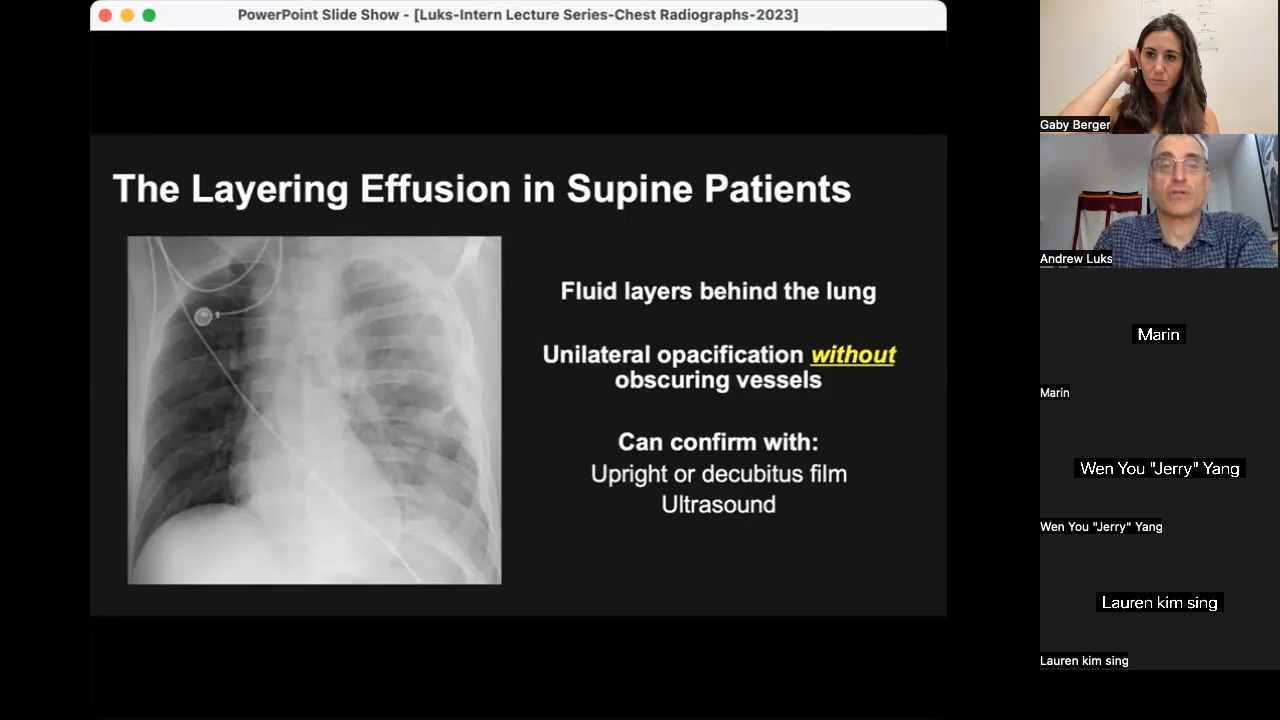 PowerPoint Slide Show - [Luks-Intern Lecture Series-Chest Radiographs-2023]
The Layering Effusion in Supine Patients
Fluid layers behind the lung
Unilateral opacification without
obscuring vessels
Can confirm with:
Upright or decubitus film
Ultrasound
Gaby Berger
Andrew Luks
Marin
Marin
Wen You "Jerry" Yang
Wen You "Jerry" Yang
Lauren kim sing
Lauren kim sing